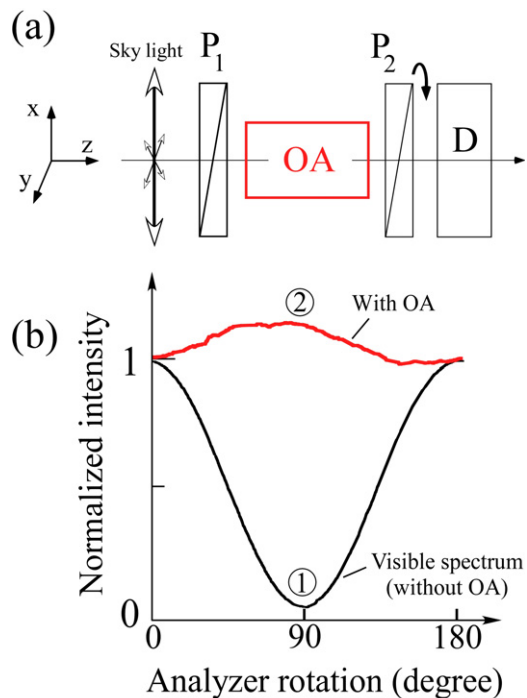 (a)
Sky light
P1
P2
x
z
y
OA
D
(b)
Normalized intensity
1
0
②
With OA
①
Visible spectrum
(without OA)
0
90
180
Analyzer rotation (degree)